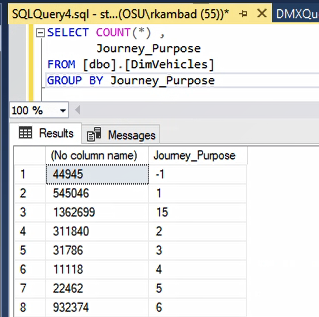 SQLQuery4.sql - st...(OSU\rkambad (55))*
DMXQu
SELECT COUNT(*) ,
Journey_Purpose
FROM [dbo].[DimVehicles]
GROUP BY Journey_Purpose
100 %
Results Messages
(No column name) Journey_Purpose
1 44945 -1
2 545046 1
3 1362699 15
4 311840 2
5 31786 3
6 11118 4
7 22462 5
8 932374 6